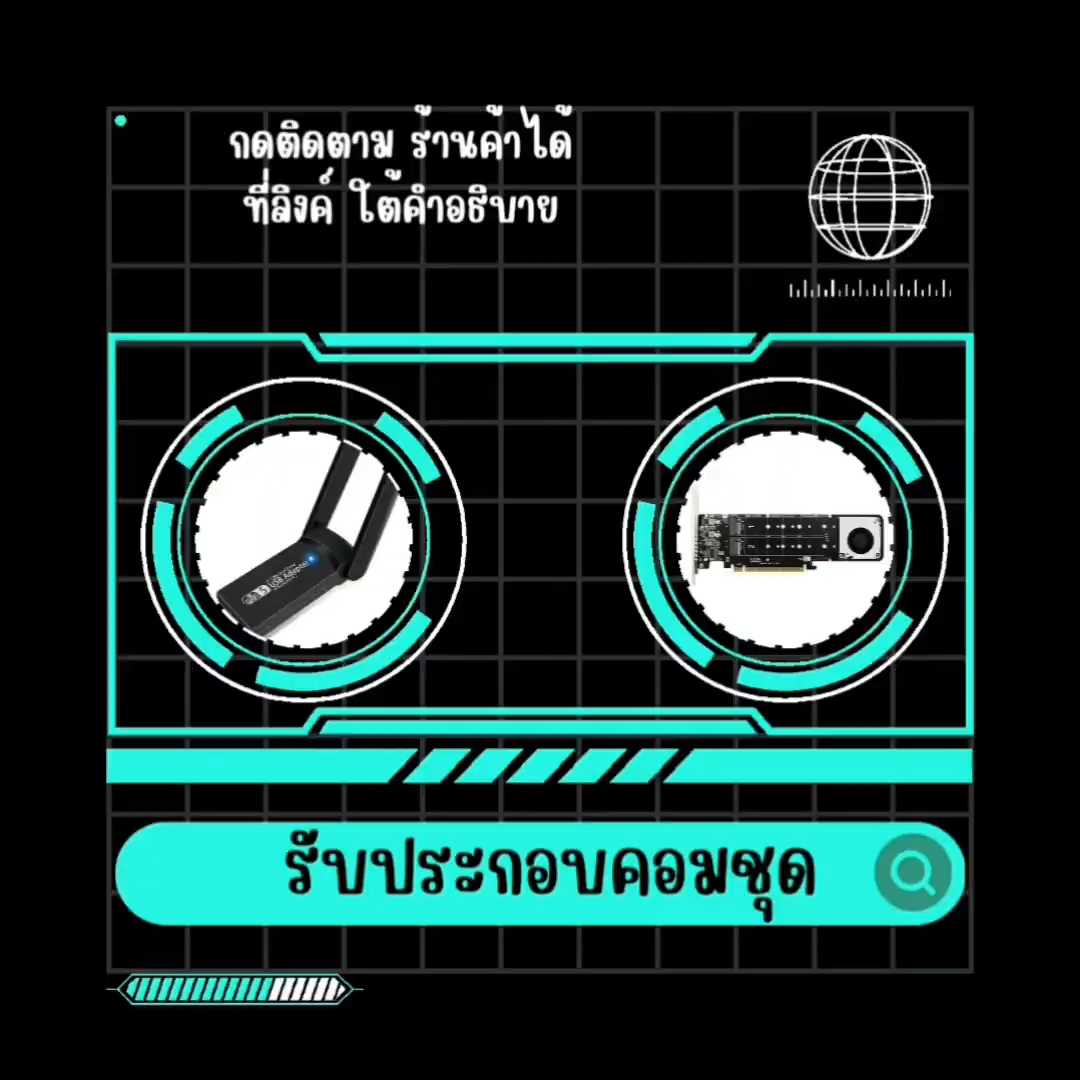 กดติดตาม ร้านค้าได้
ที่ลิงค์ ใต้คำอธิบาย
USB Adapter
รับประกอบคอมชุด